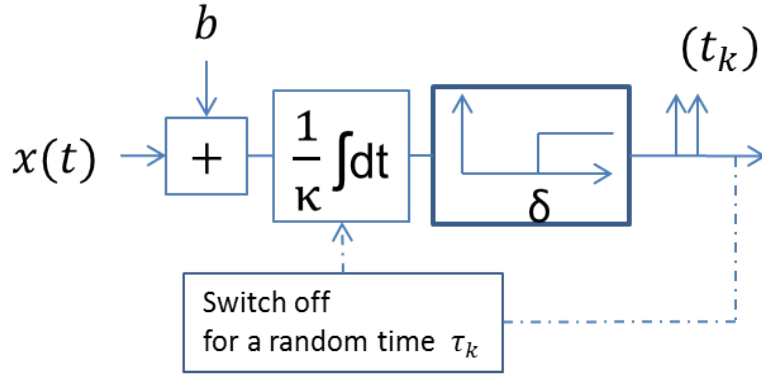 b
(t_k)
x(t)
+
1/κ ∫dt
δ
Switch off
for a random time τ_k